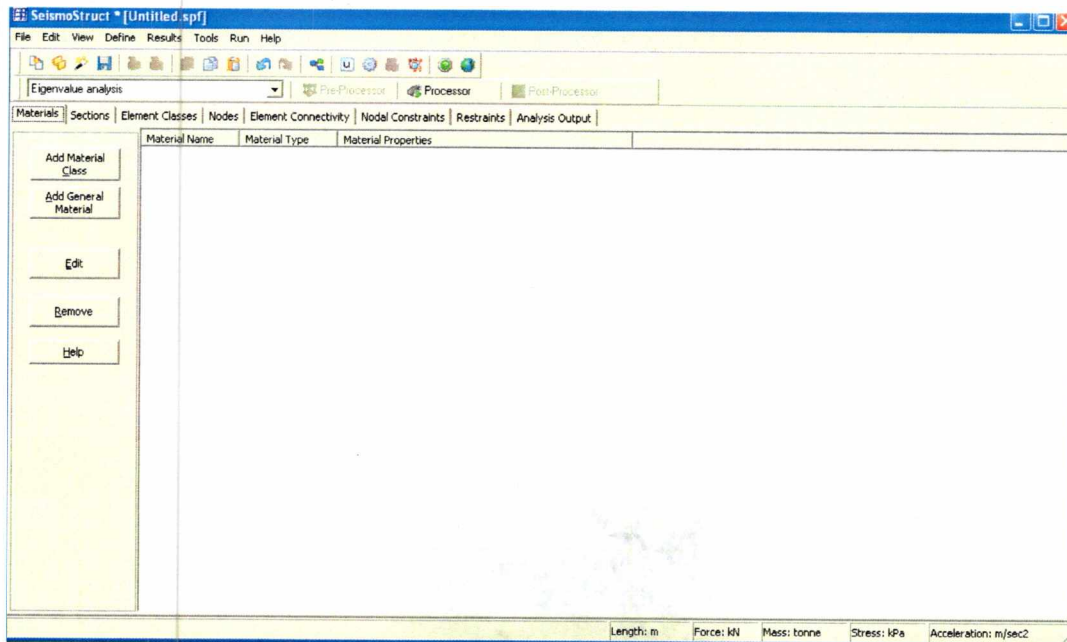 SeismoStruct * [Untitled.spf]
File Edit View Define Results Tools Run Help
Eigenvalue analysis Pre-Processor Processor Post-Processor
Materials Sections Element Classes Nodes Element Connectivity Nodal Constraints Restraints Analysis Output
Material Name Material Type Material Properties
Add Material
Class
Add General
Material
Edit
Remove
Help
Length: m Force: kN Mass: tonne Stress: kPa Acceleration: m/sec2